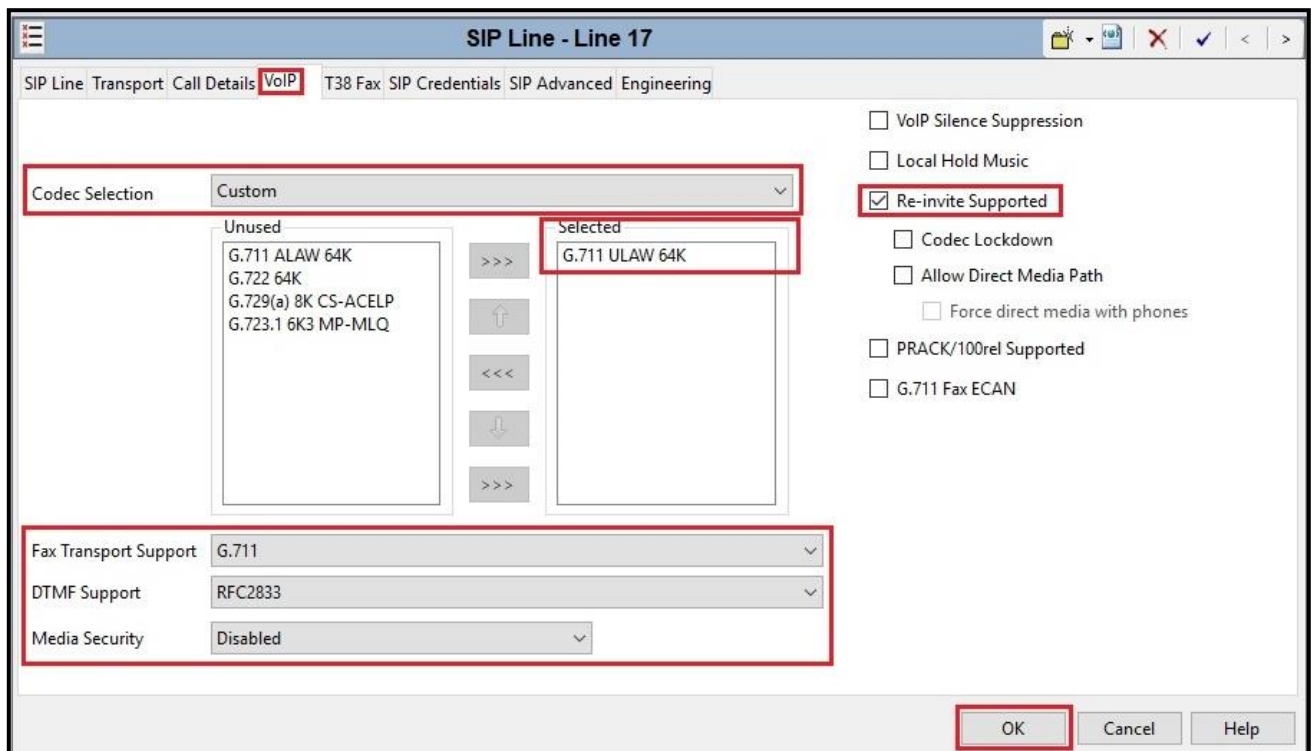 SIP Line - Line 17
SIP Line Transport Call Details VoIP T38 Fax SIP Credentials SIP Advanced Engineering
Codec Selection Custom
Unused
G.711 ALAW 64K
G.722 64K
G.729(a) 8K CS-ACELP
G.723.1 6K3 MP-MLQ
>>>
<<<
>>>
Selected
G.711 ULAW 64K
VoIP Silence Suppression
Local Hold Music
Re-invite Supported
Codec Lockdown
Allow Direct Media Path
Force direct media with phones
PRACK/100rel Supported
G.711 Fax ECAN
Fax Transport Support G.711
DTMF Support RFC2833
Media Security Disabled
OK Cancel Help